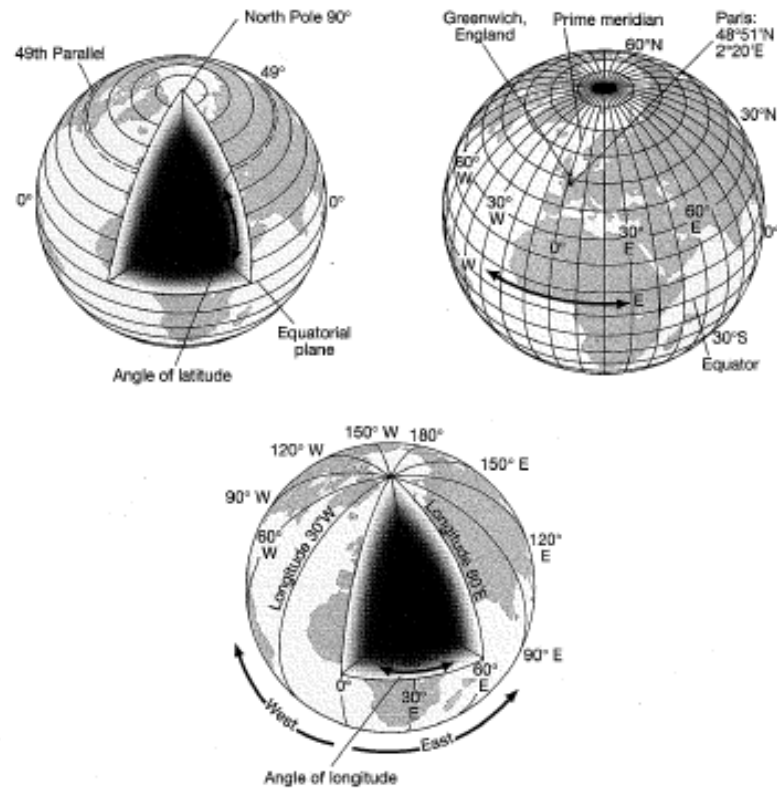 North Pole 90°
49th Parallel
49°
0°
0°
Equatorial
plane
Angle of latitude
Greenwich,
England
Prime meridian
Paris:
48°51'N
2°20'E
60°N
30°N
60°
W
30°
W
0°
30°
E
60°
E
0°
W
E
30°S
Equator
150° W
180°
120° W
150° E
90° W
60°
W
Longitude 30°W
Longitude 60°E
120°
E
90° E
0°
30°
E
60°
E
West
East
Angle of longitude